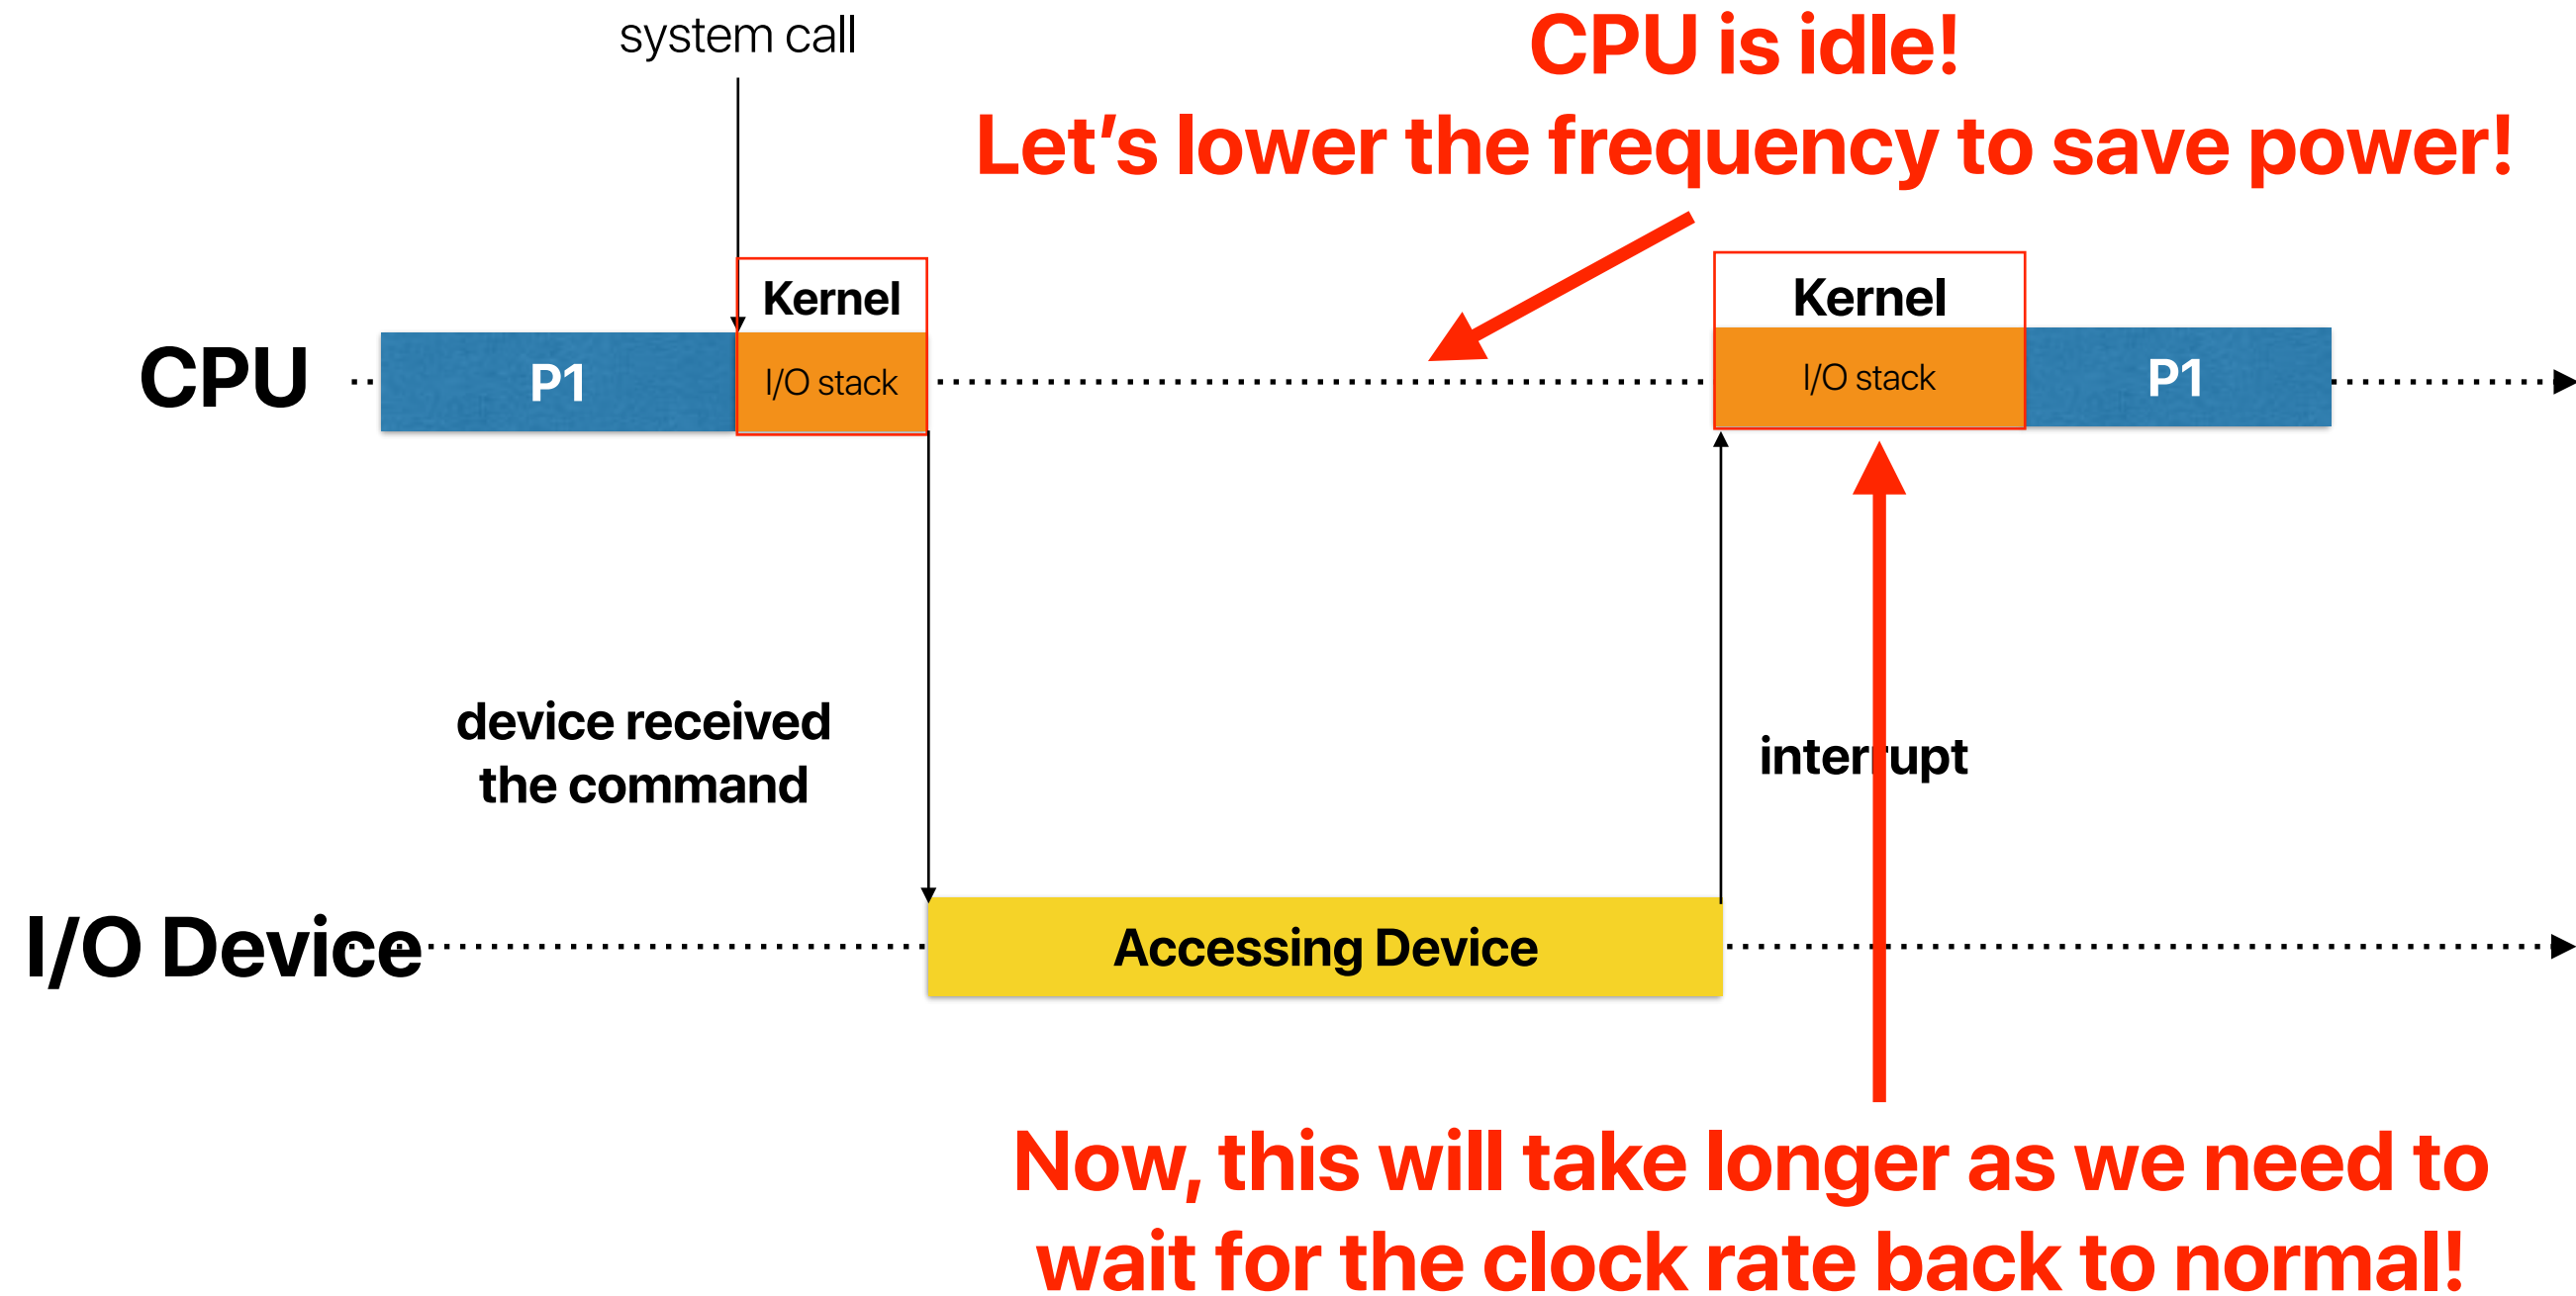 system call
CPU is idle!
Let’s lower the frequency to save power!
Kernel
Kernel
CPU
P1
I/O stack
I/O stack
P1
device received
the command
interrupt
I/O Device
Accessing Device
Now, this will take longer as we need to
wait for the clock rate back to normal!